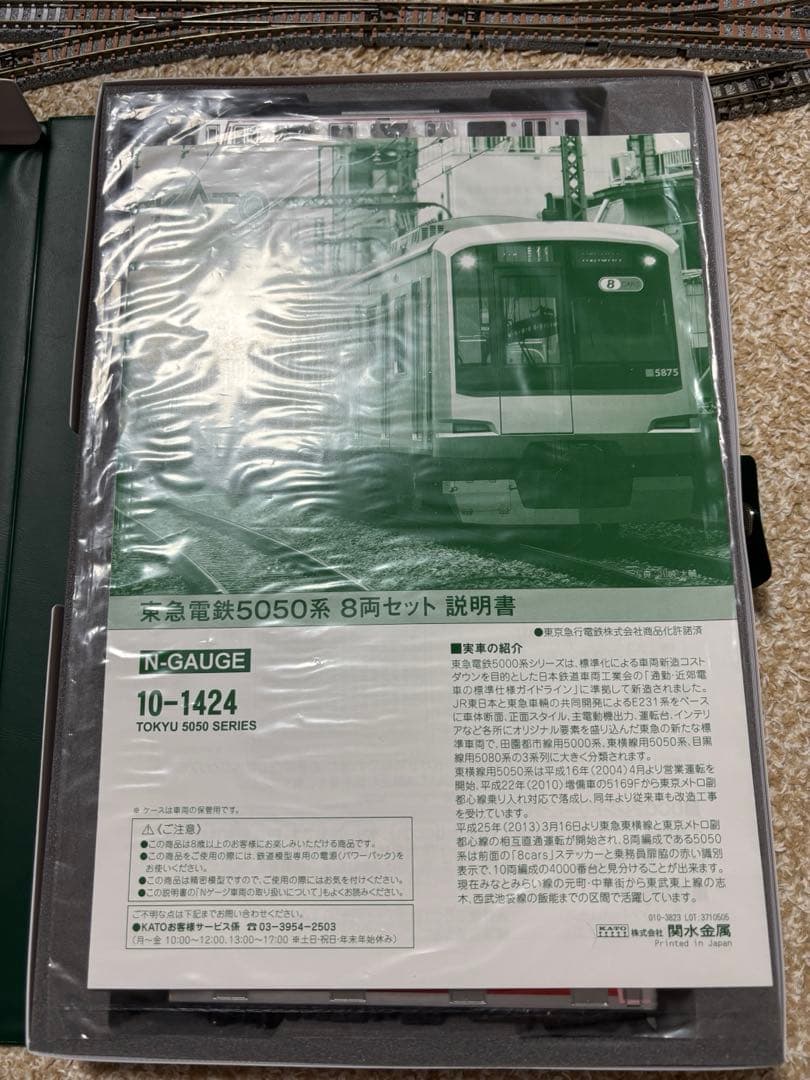 KATO
8 CARS
5875
東急電鉄5050系 8両セット 説明書
●東京急行電鉄株式会社商品化許諾済
N-GAUGE
10-1424
TOKYU 5050 SERIES
■実車の紹介
東急電鉄5000系シリーズは、標準化による車両新造コスト
ダウンを目的とした日本鉄道車両工業会の「通勤・近郊電
車の標準仕様ガイドライン」に準拠して新造されました。
JR東日本と東急車輛の共同開発によるE231系をベース
に車体断面、正面スタイル、主電動機出力、運転台、インテリ
アなど各所にオリジナル要素を盛り込んだ東急の新たな標
準車両で、田園都市線用5000系、東横線用5050系、目黒
線用5080系の3系列に大きく分類されます。
東横線用5050系は平成16年(2004)4月より営業運転を
開始、平成22年(2010)増備車の5169Fから東京メトロ副
都心線乗り入れ対応で落成し、同年より従来車も改造工事
を受けています。
平成25年(2013)3月16日より東急東横線と東京メトロ副
都心線の相互直通運転が開始され、8両編成である5050
系は前面の「8cars」ステッカーと乗務員扉脇の赤い識別
表示で、10両編成の4000番台と見分けることが出来ます。
現在みなとみらい線の元町・中華街から東武東上線の志
木、西武池袋線の飯能までの区間で活躍しています。
※ ケースは車両の保管用です。
⚠《ご注意》
●この商品は8歳以上のお客様にお楽しみいただける商品です。
●この商品をご使用の際には、鉄道模型専用の電源(パワーパック)を
お使いください。
●この商品は精密模型ですので、ご使用の際にはお気を付けください。
●この説明書の「Nゲージ車両の取り扱いについて」もよくお読みください。
ご不明な点は下記までお問い合わせください。
●KATOお客様サービス係 ☎03-3954-2503
(月~金 10:00~12:00、13:00~17:00 ※土日・祝日・年末年始休み)
010-3823 LOT:3710505
KATO 株式会社 関水金属
Printed in Japan